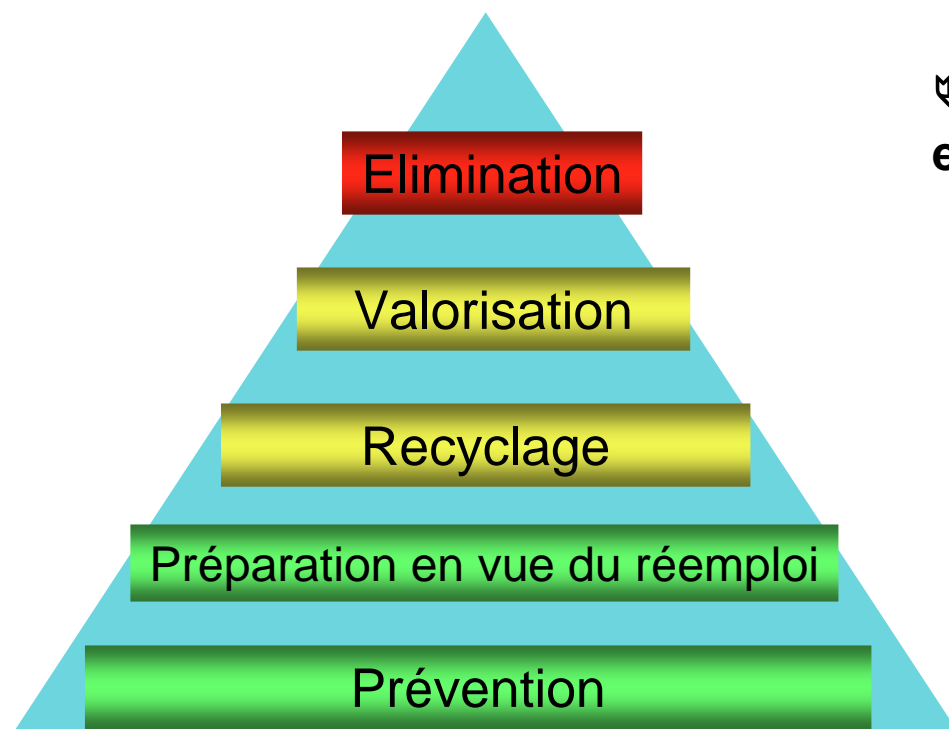 Elimination
Valorisation
Recyclage
Préparation en vue du réemploi
Prévention